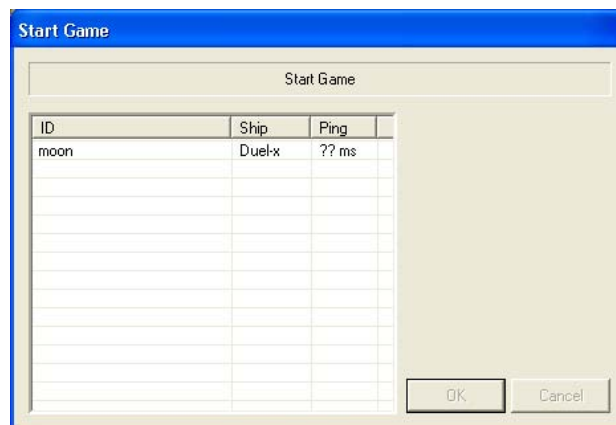 Start Game
Start Game
ID Ship Ping
moon Duel-x ?? ms
OK Cancel